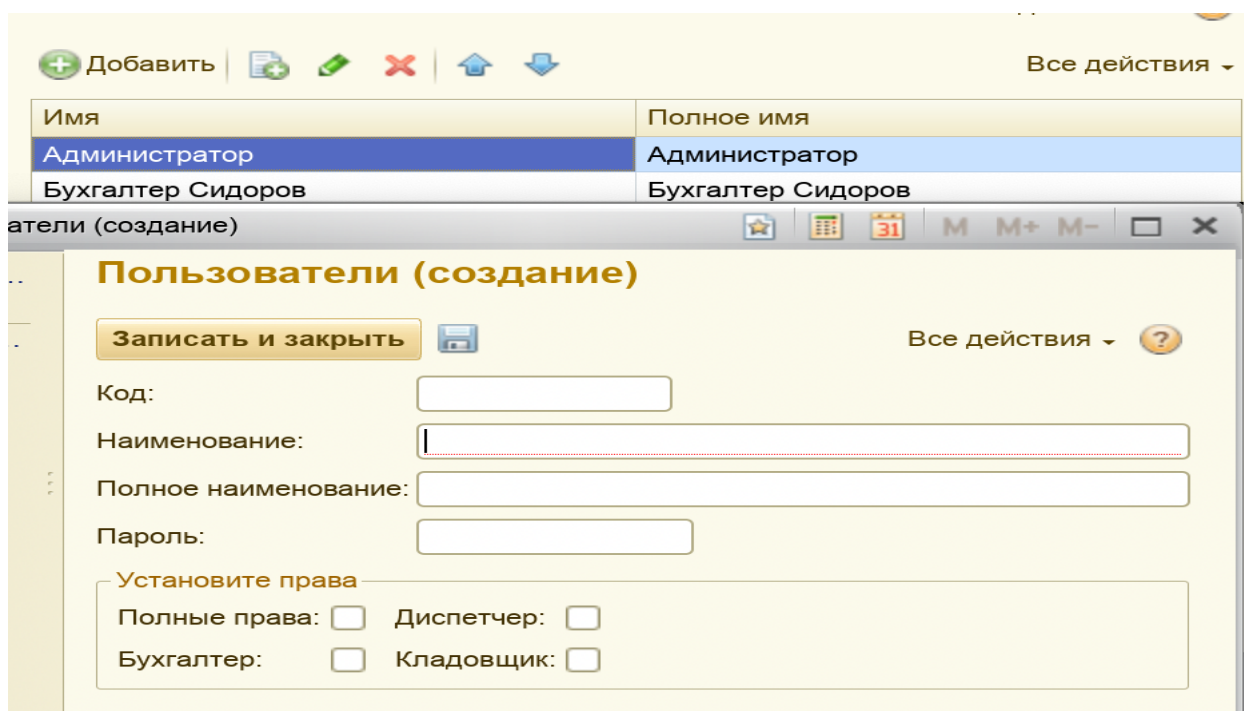 Добавить Все действия
Имя Полное имя
Администратор Администратор
Бухгалтер Сидоров Бухгалтер Сидоров
атели (создание) 31 M M+ M-
Пользователи (создание)
Записать и закрыть Все действия ?
Код:
Наименование:
Полное наименование:
Пароль:
Установите права
Полные права: Диспетчер:
Бухгалтер: Кладовщик: